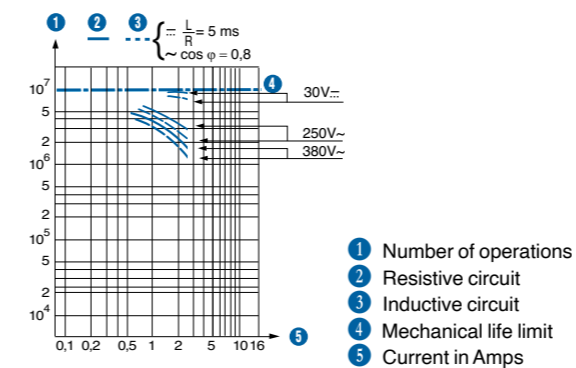 1 2 3 L/R = 5 ms
~ cos φ = 0,8
4
10⁷
30V⎓
5
250V~
2
380V~
10⁶
5
2
10⁵
5
2
10⁴
0,1 0,2 0,5 1 2 5 10 16 5
1 Number of operations
2 Resistive circuit
3 Inductive circuit
4 Mechanical life limit
5 Current in Amps